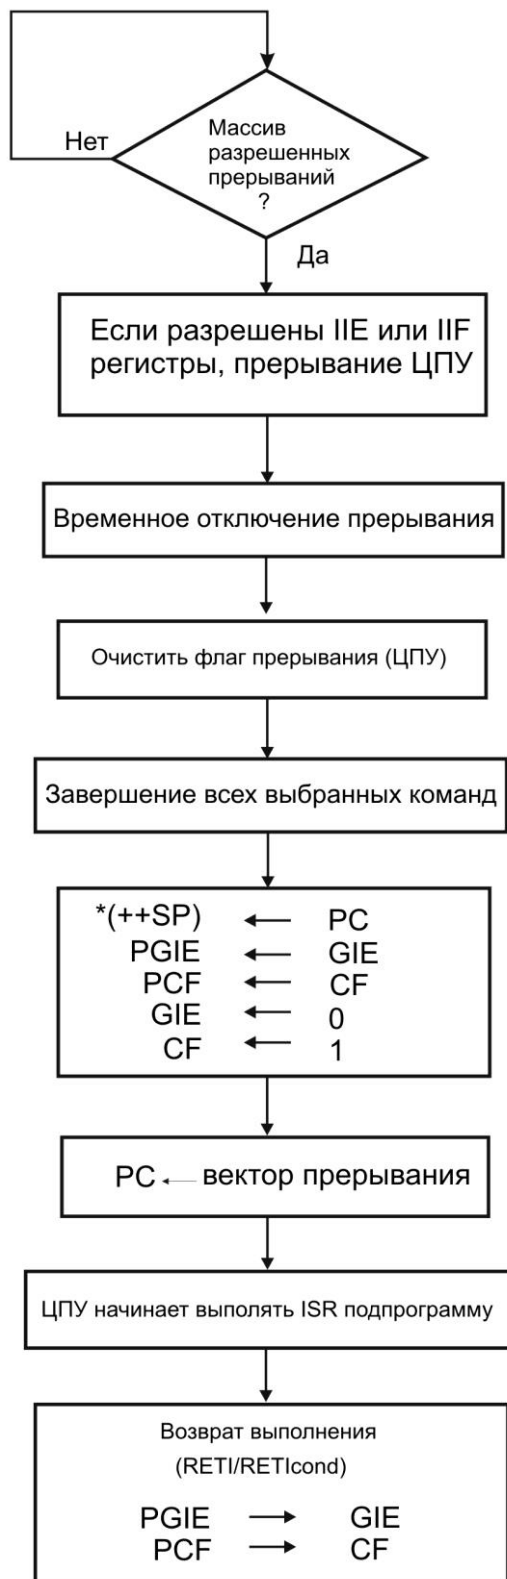 Массив
разрешенных
прерываний
?
Нет
Да
Если разрешены IIE или IIF
регистры, прерывание ЦПУ
Временное отключение прерывания
Очистить флаг прерывания (ЦПУ)
Завершение всех выбранных команд
*(++SP) ← PC
PGIE ← GIE
PCF ← CF
GIE ← 0
CF ← 1
PC ← вектор прерывания
ЦПУ начинает выполять ISR подпрограмму
Возврат выполнения
(RETI/RETIcond)
PGIE → GIE
PCF → CF